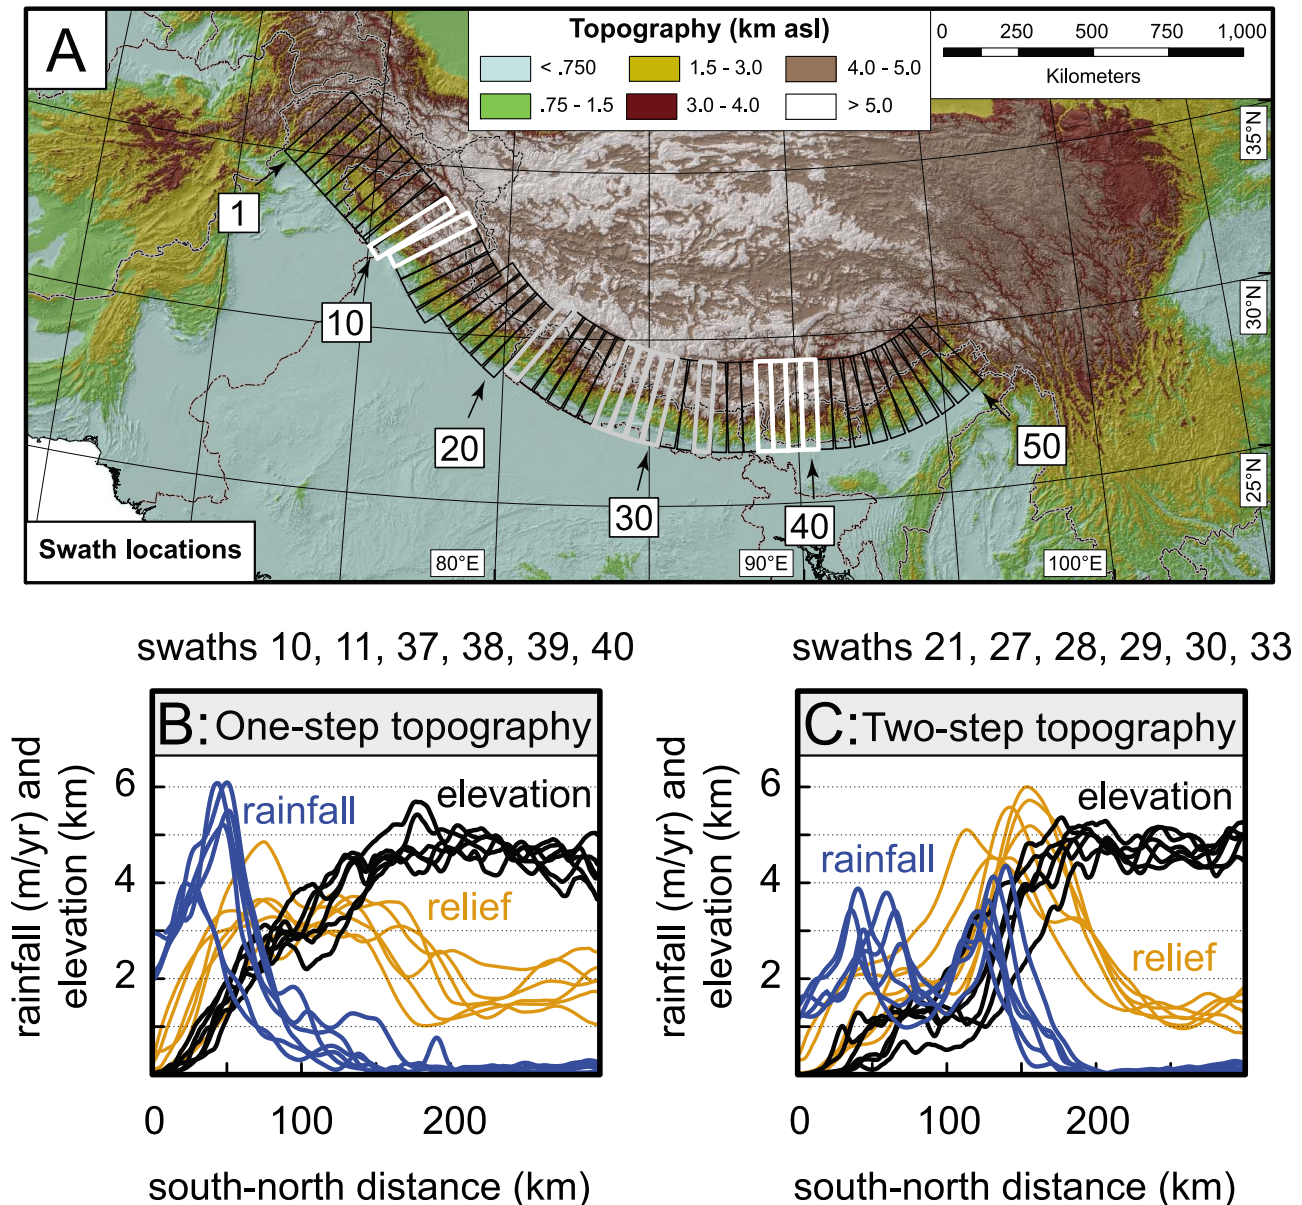 A
Topography (km asl)
< .750
1.5 - 3.0
4.0 - 5.0
.75 - 1.5
3.0 - 4.0
> 5.0
0 250 500 750 1,000
Kilometers
35°N
30°N
25°N
1
10
20
30
40
50
80°E
90°E
100°E
Swath locations
swaths 10, 11, 37, 38, 39, 40
B: One-step topography
rainfall (m/yr) and
elevation (km)
6
4
2
rainfall
elevation
relief
0 100 200
south-north distance (km)
swaths 21, 27, 28, 29, 30, 33
C: Two-step topography
rainfall (m/yr) and
elevation (km)
6
4
2
elevation
rainfall
relief
0 100 200
south-north distance (km)